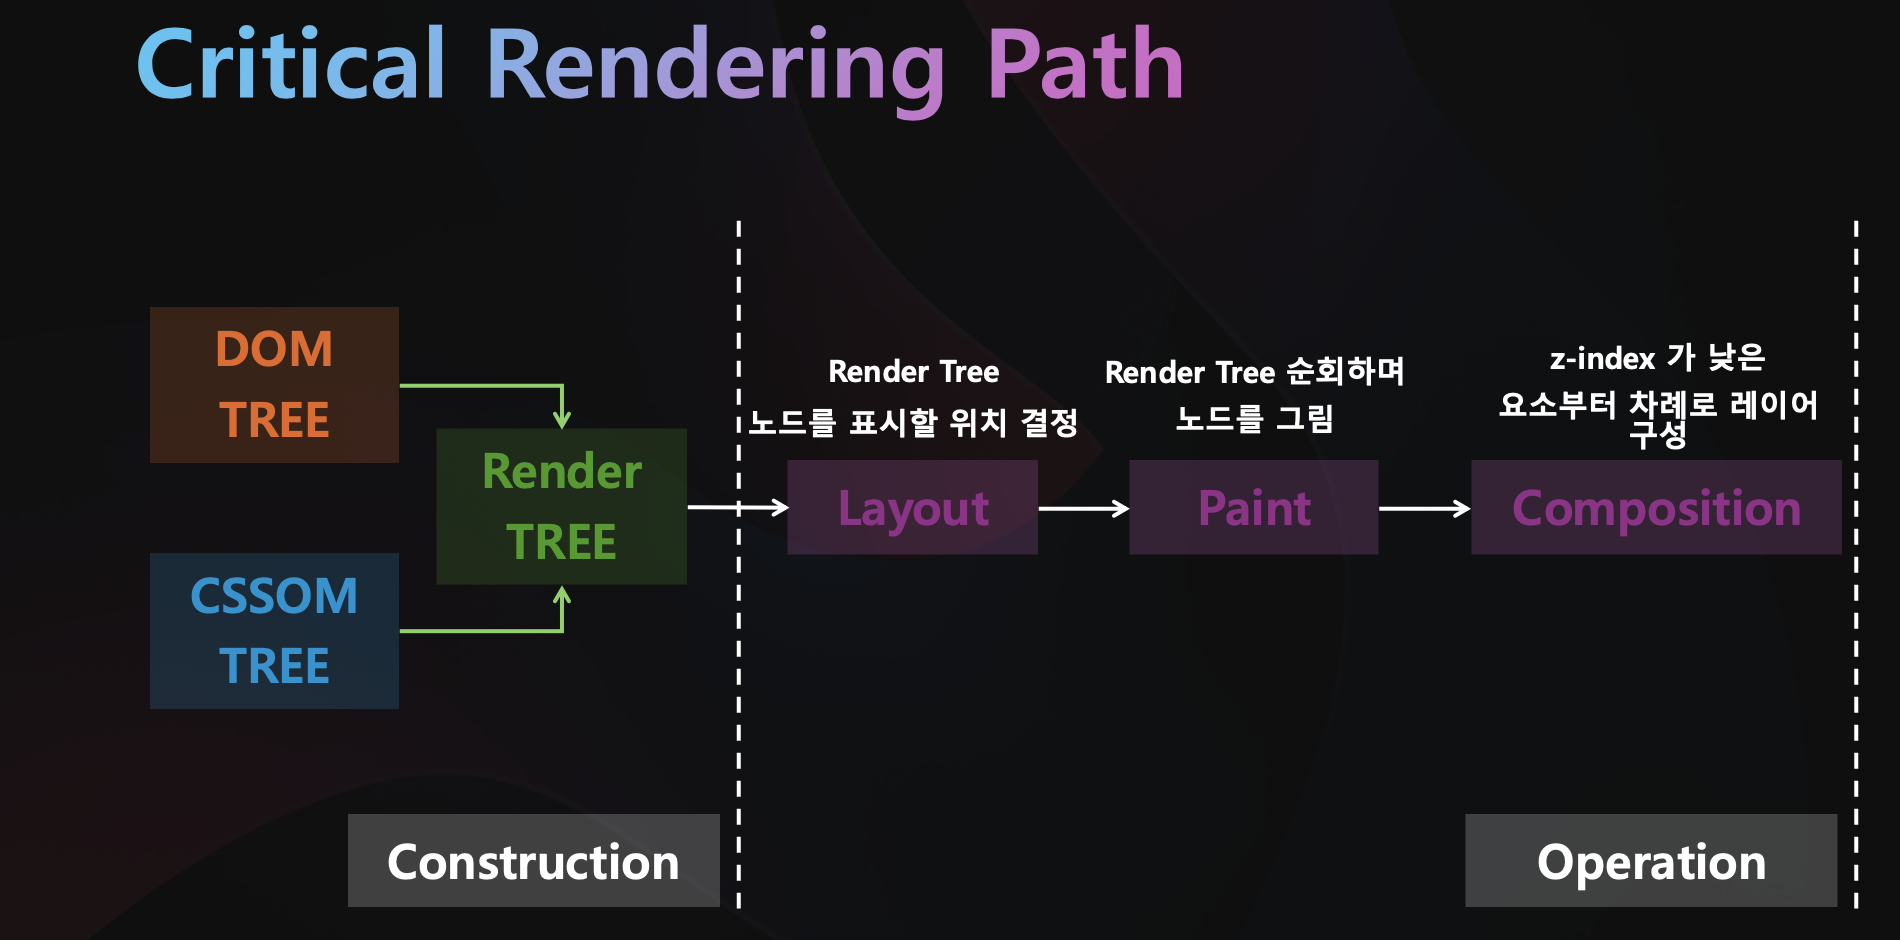 Critical Rendering Path
DOM
TREE
CSSOM
TREE
Render
TREE
Render Tree
노드를 표시할 위치 결정
Layout
Render Tree 순회하며
노드를 그림
Paint
z-index 가 낮은
요소부터 차례로 레이어
구성
Composition
Construction
Operation